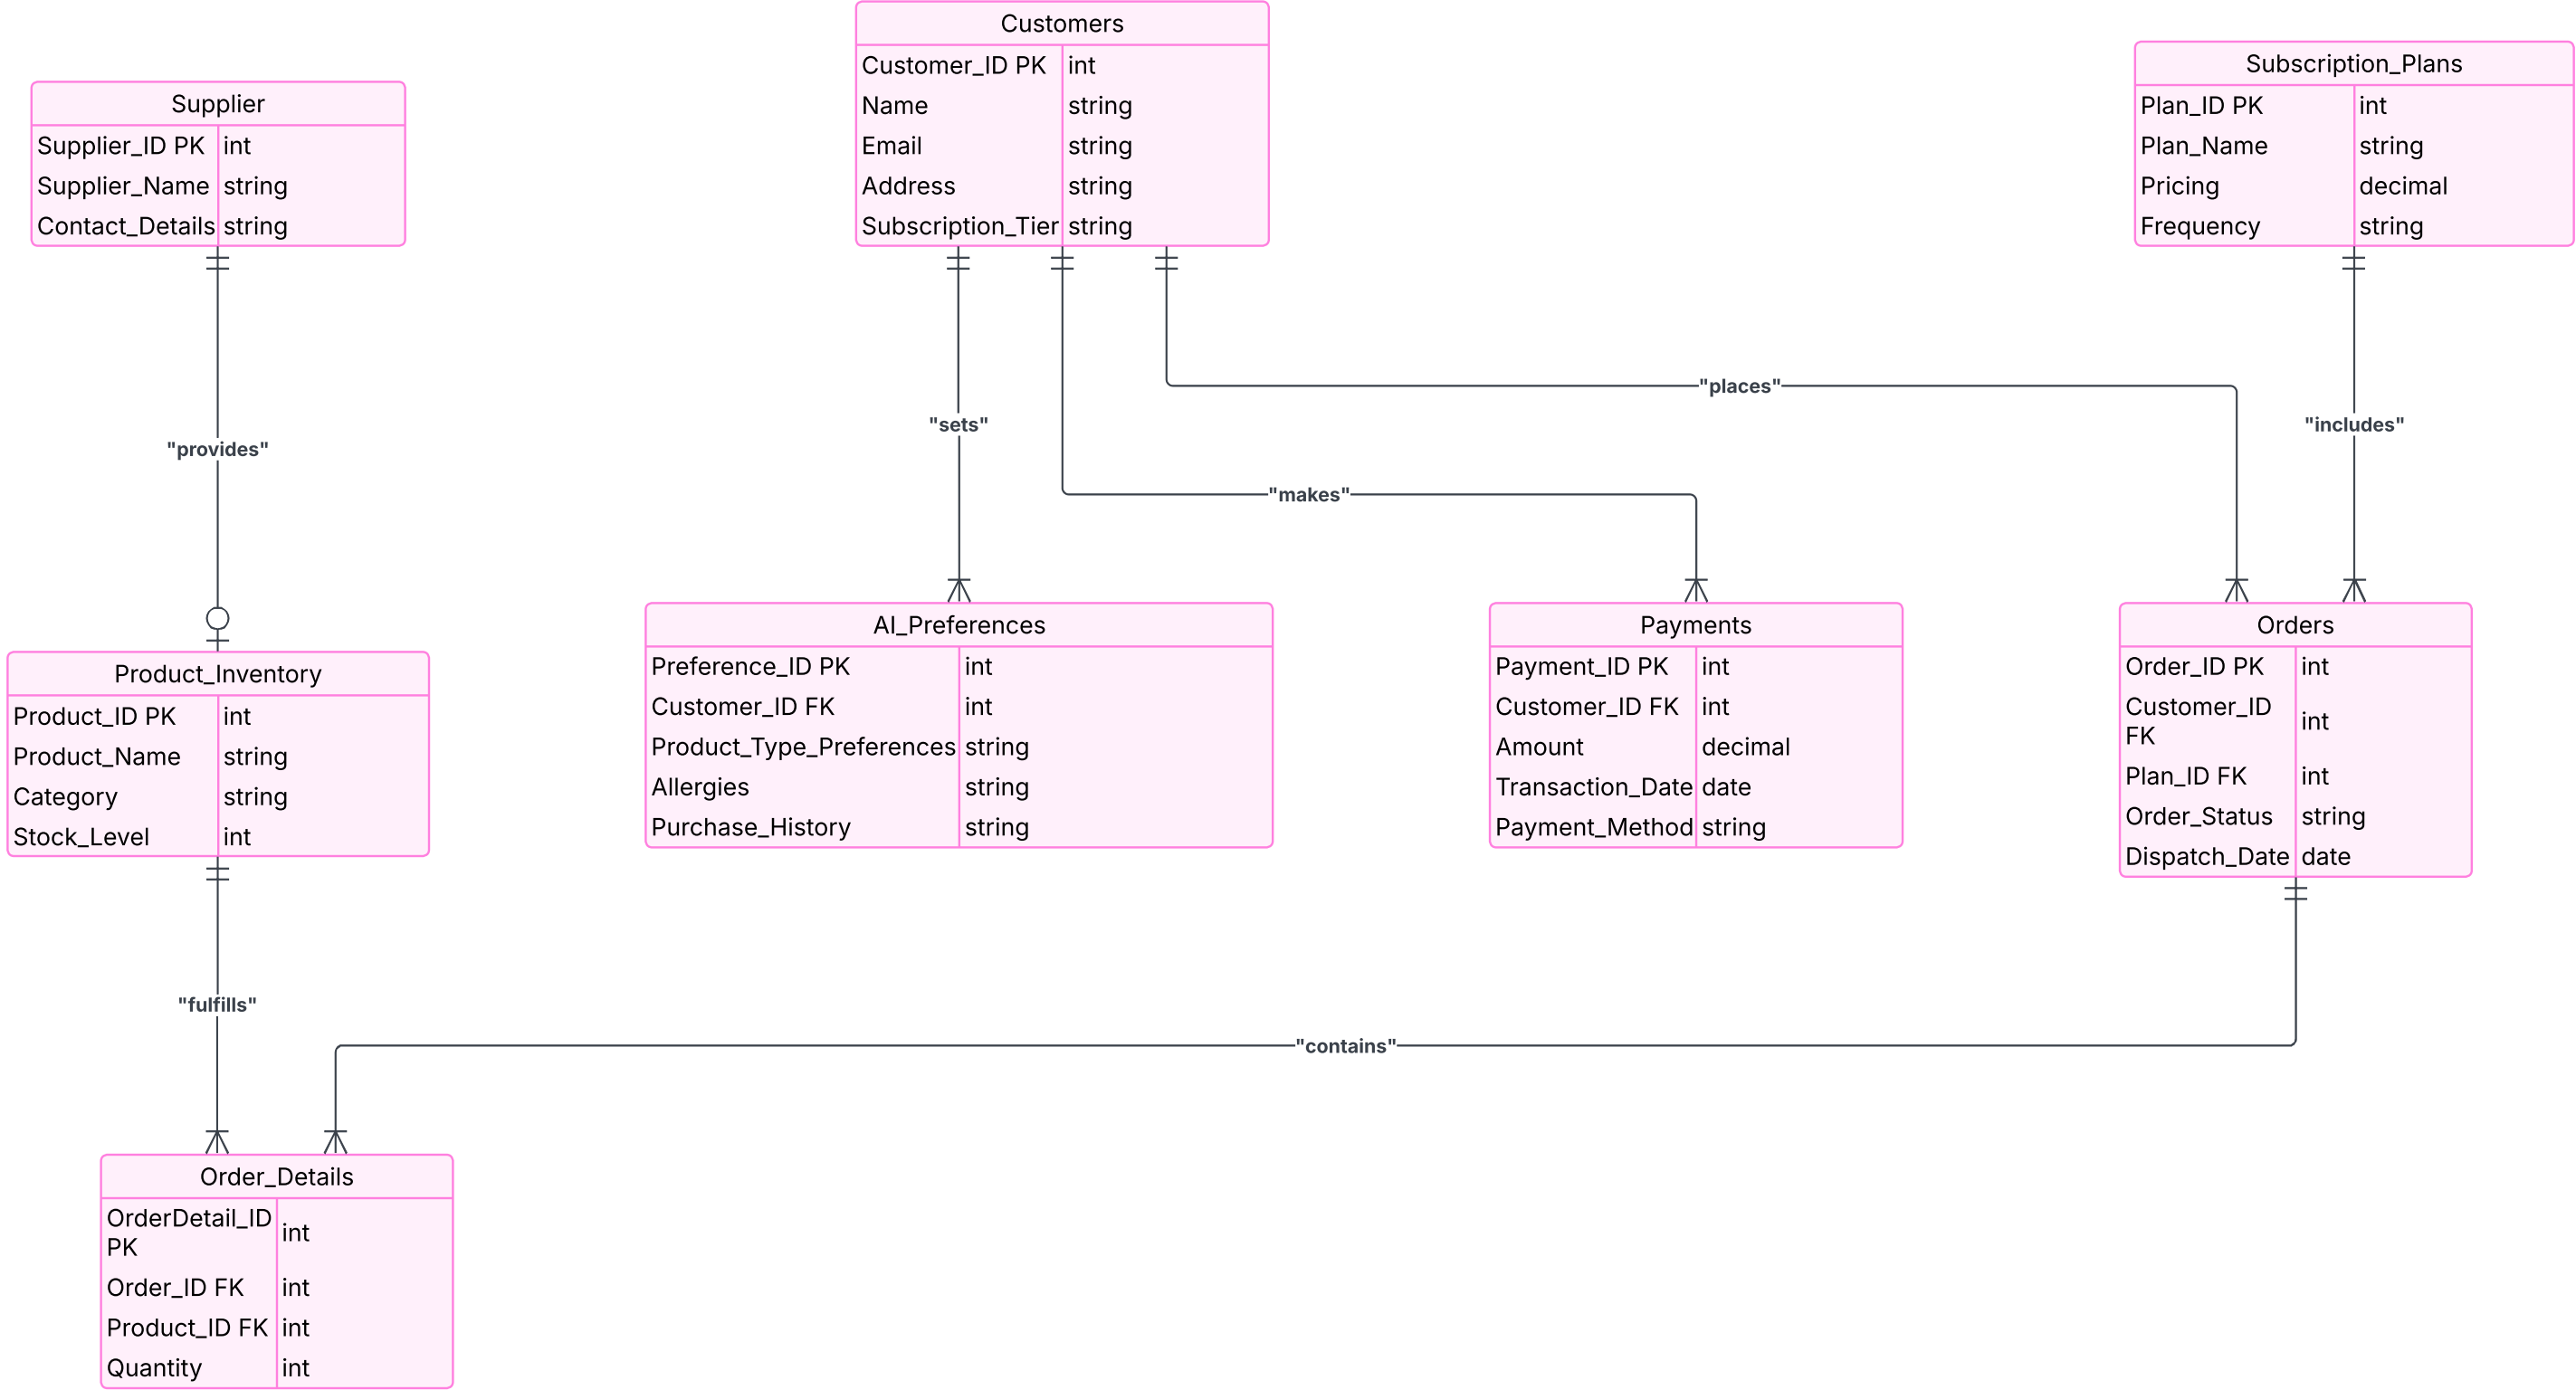 Customers
Customer_ID PK int
Name string
Email string
Address string
Subscription_Tier string
Subscription_Plans
Plan_ID PK int
Plan_Name string
Pricing decimal
Frequency string
Supplier
Supplier_ID PK int
Supplier_Name string
Contact_Details string
"places"
"sets"
"includes"
"provides"
"makes"
AI_Preferences
Preference_ID PK int
Customer_ID FK int
Product_Type_Preferences string
Allergies string
Purchase_History string
Payments
Payment_ID PK int
Customer_ID FK int
Amount decimal
Transaction_Date date
Payment_Method string
Orders
Order_ID PK int
Customer_ID
FK
int
Plan_ID FK int
Order_Status string
Dispatch_Date date
Product_Inventory
Product_ID PK int
Product_Name string
Category string
Stock_Level int
"fulfills"
"contains"
Order_Details
OrderDetail_ID
PK
int
Order_ID FK int
Product_ID FK int
Quantity int